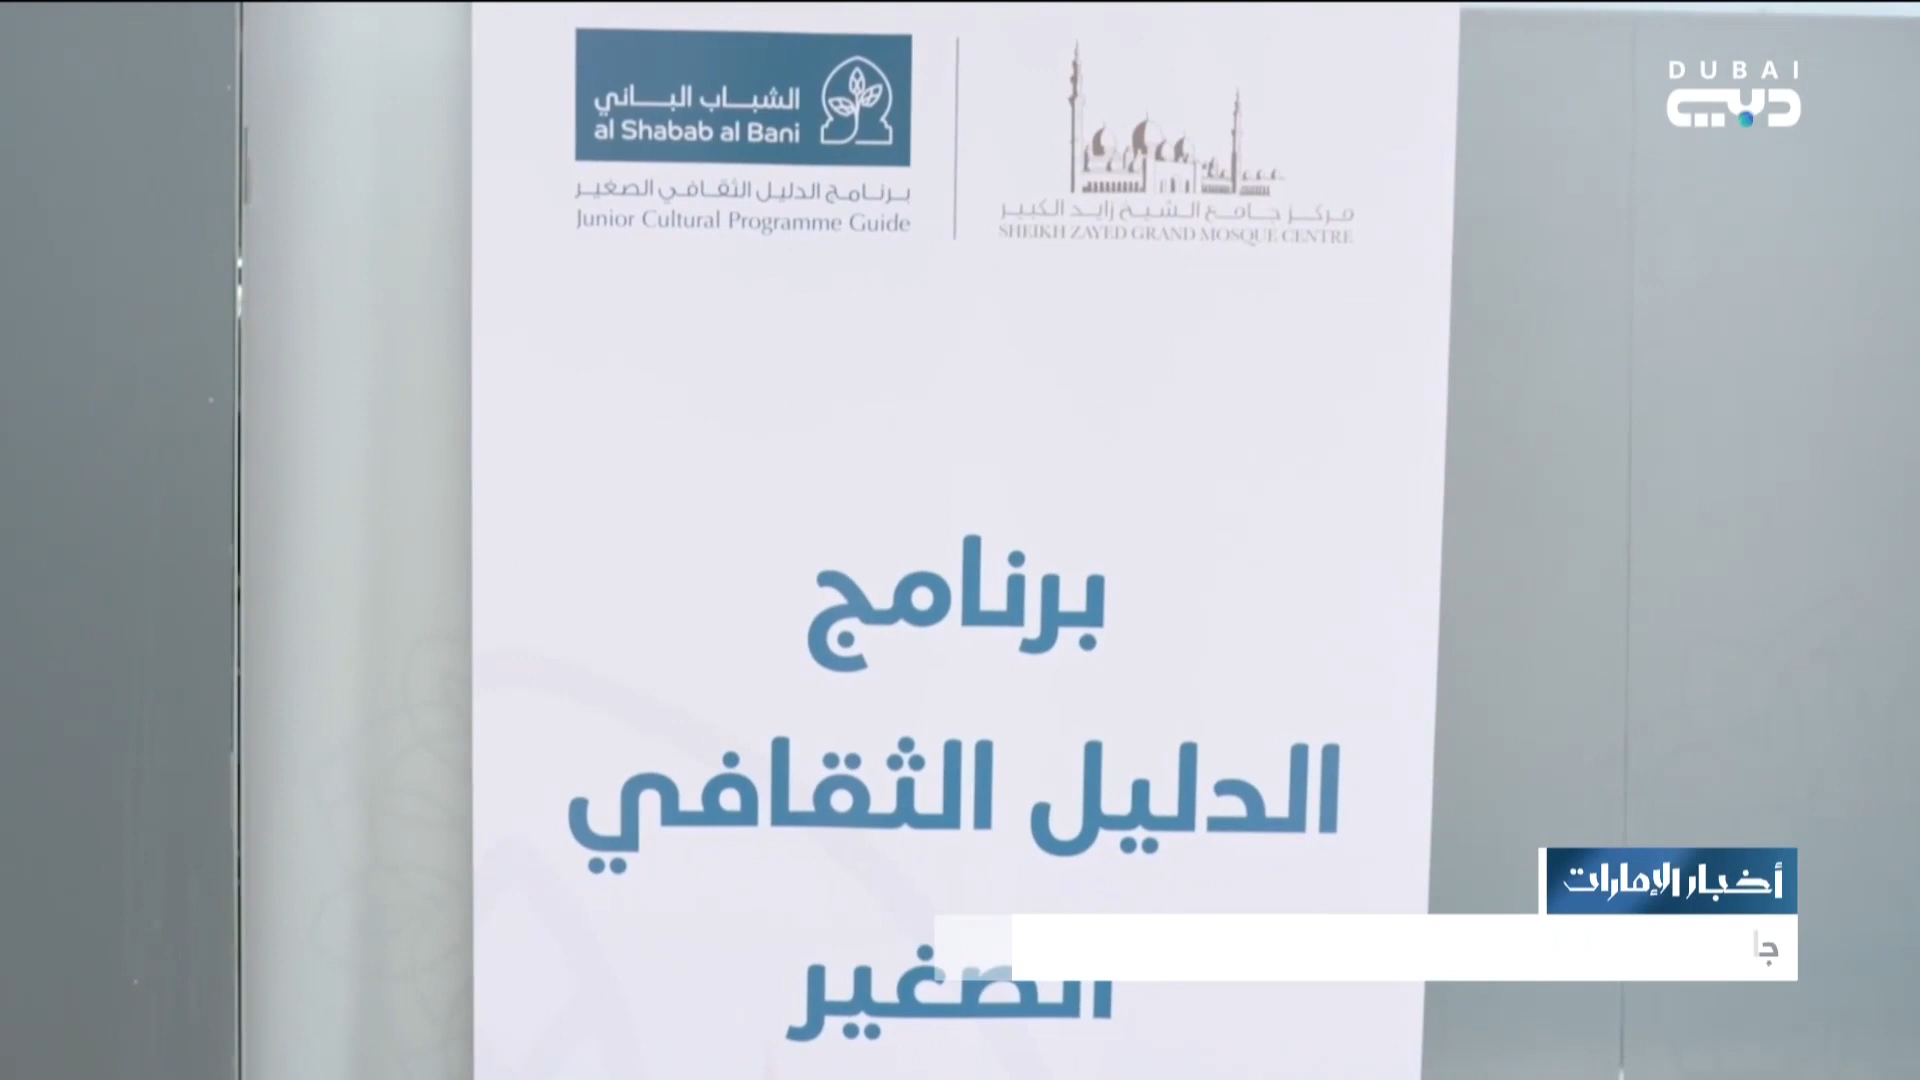 الشباب الباني
al Shabab al Bani
برنامج الدليل الثقافي الصغير
Junior Cultural Programme Guide
مركز جامع الشيخ زايد الكبير
SHEIKH ZAYED GRAND MOSQUE CENTRE
DUBAI
دبي
برنامج
الدليل الثقافي
الصغير
أخبار الإمارات
جا